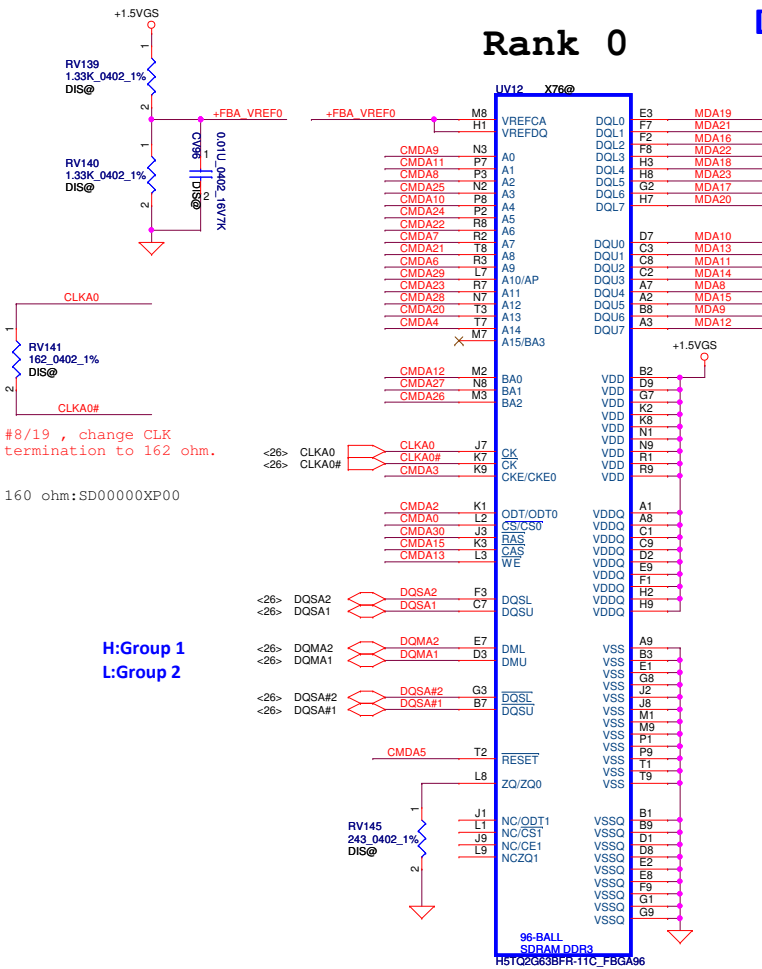 Rank 0
+1.5VGS
1
RV139
1.33K_0402_1%
DIS@
2
+FBA_VREF0
1
RV140
1.33K_0402_1%
DIS@
2
CV96
1
2
DIS@
0.01U_0402_16V7K
CLKA0
1
RV141
162_0402_1%
DIS@
2
CLKA0#
#8/19 , change CLK
termination to 162 ohm.
160 ohm:SD00000XP00
H:Group 1
L:Group 2
UV12 X76@
+FBA_VREF0 M8 VREFCA
H1 VREFDQ
CMDA9 N3 A0
CMDA11 P7 A1
CMDA8 P3 A2
CMDA25 N2 A3
CMDA10 P8 A4
CMDA24 P2 A5
CMDA22 R8 A6
CMDA7 R2 A7
CMDA21 T8 A8
CMDA6 R3 A9
CMDA29 L7 A10/AP
CMDA23 R7 A11
CMDA28 N7 A12
CMDA20 T3 A13
CMDA4 T7 A14
M7 A15/BA3
CMDA12 M2 BA0
CMDA27 N8 BA1
CMDA26 M3 BA2
<26> CLKA0 CLKA0 J7 CK
<26> CLKA0# CLKA0# K7 CK
CMDA3 K9 CKE/CKE0
CMDA2 K1 ODT/ODT0
CMDA0 L2 CS/CS0
CMDA30 J3 RAS
CMDA15 K3 CAS
CMDA13 L3 WE
<26> DQSA2 DQSA2 F3 DQSL
<26> DQSA1 DQSA1 C7 DQSU
<26> DQMA2 DQMA2 E7 DML
<26> DQMA1 DQMA1 D3 DMU
<26> DQSA#2 DQSA#2 G3 DQSL
<26> DQSA#1 DQSA#1 B7 DQSU
CMDA5 T2 RESET
L8 ZQ/ZQ0
1
RV145
243_0402_1%
DIS@
2
J1 NC/ODT1
L1 NC/CS1
J9 NC/CE1
L9 NCZQ1
DQL0 E3 MDA19
DQL1 F7 MDA21
DQL2 F2 MDA16
DQL3 F8 MDA22
DQL4 H3 MDA18
DQL5 H8 MDA23
DQL6 G2 MDA17
DQL7 H7 MDA20
DQU0 D7 MDA10
DQU1 C3 MDA13
DQU2 C8 MDA11
DQU3 C2 MDA14
DQU4 A7 MDA8
DQU5 A2 MDA15
DQU6 B8 MDA9
DQU7 A3 MDA12
+1.5VGS
VDD B2
VDD D9
VDD G7
VDD K2
VDD K8
VDD N1
VDD N9
VDD R1
VDD R9
VDDQ A1
VDDQ A8
VDDQ C1
VDDQ C9
VDDQ D2
VDDQ E9
VDDQ F1
VDDQ H2
VDDQ H9
VSS A9
VSS B3
VSS E1
VSS G8
VSS J2
VSS J8
VSS M1
VSS M9
VSS P1
VSS P9
VSS T1
VSS T9
VSSQ B1
VSSQ B9
VSSQ D1
VSSQ D8
VSSQ E2
VSSQ E8
VSSQ F9
VSSQ G1
VSSQ G9
96-BALL
SDRAM DDR3
H5TQ2G63BFR-11C_FBGA96